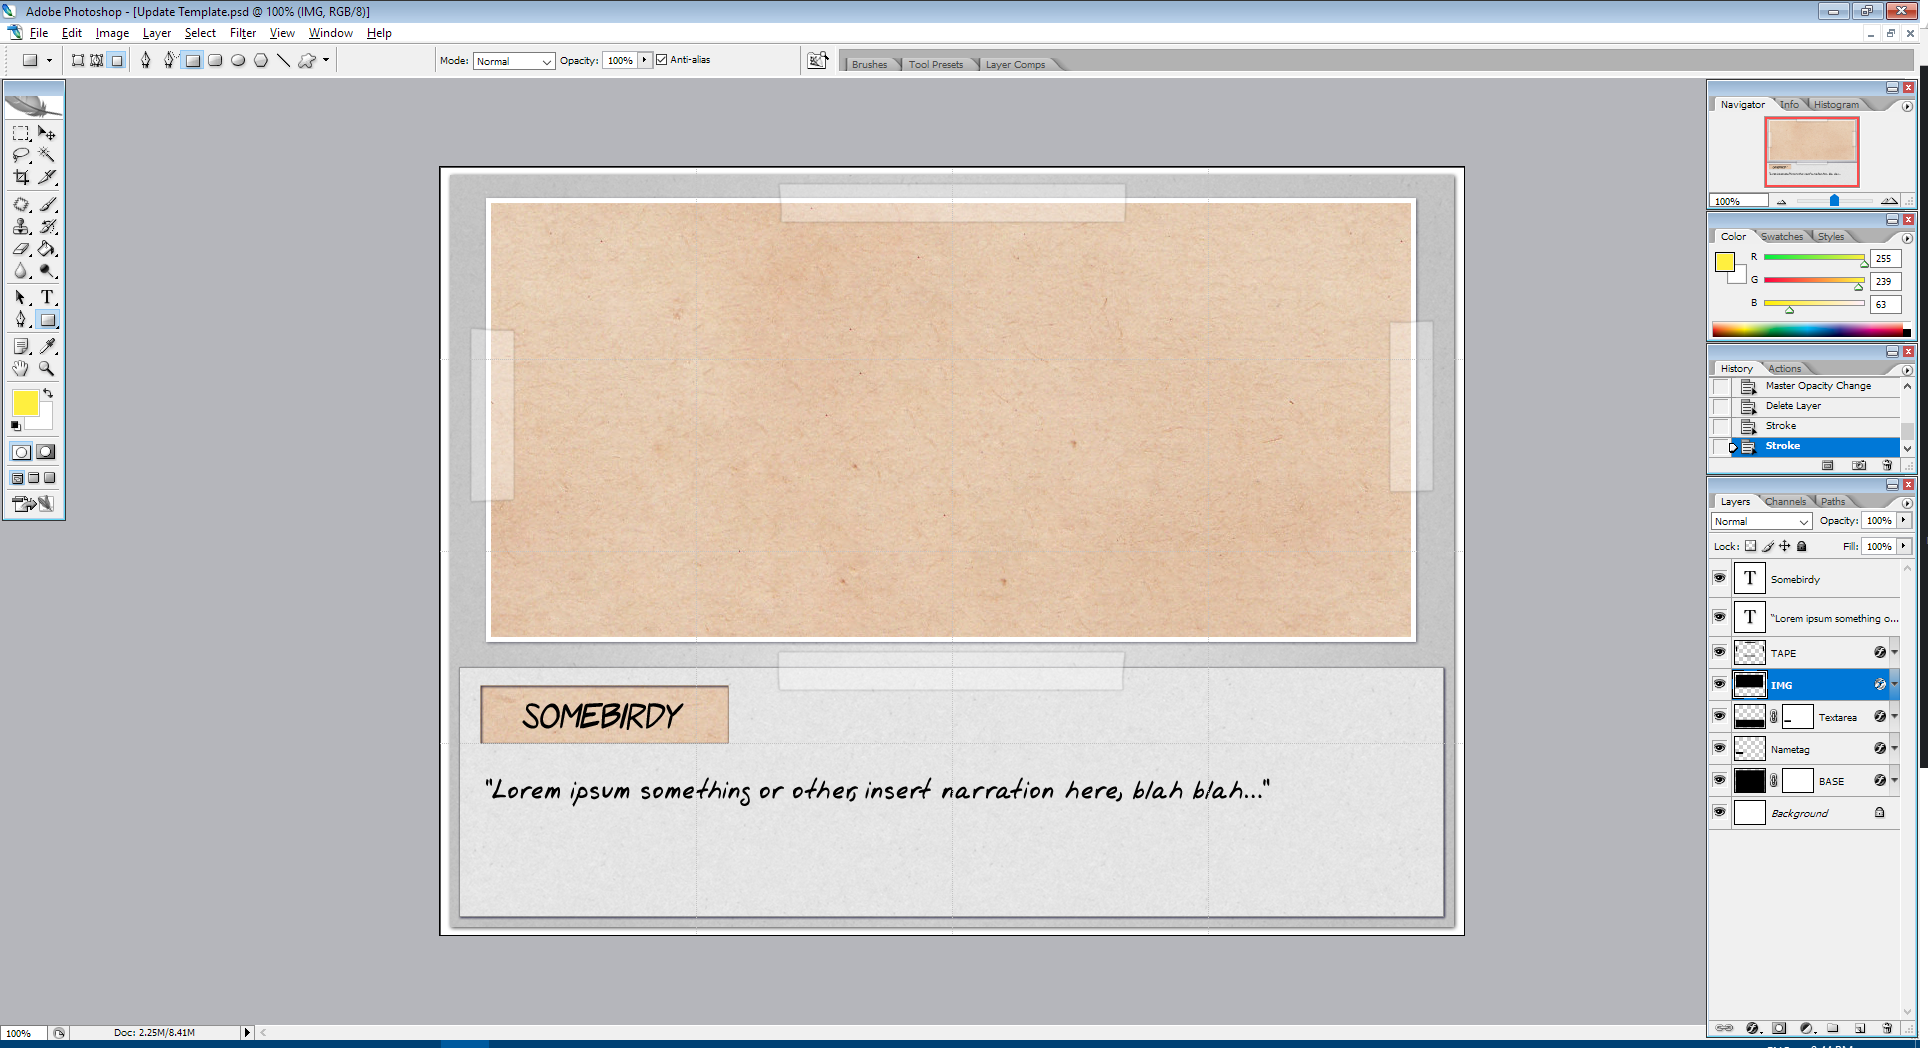 Adobe Photoshop - [Update Template.psd @ 100% (IMG, RGB/8)]
File Edit Image Layer Select Filter View Window Help
Mode: Normal Opacity: 100% Anti-alias
Brushes Tool Presets Layer Comps
Navigator Info Histogram
100%
Color Swatches Styles
R 255
G 239
B 63
History Actions
Master Opacity Change
Delete Layer
Stroke
Stroke
Layers Channels Paths
Normal Opacity: 100%
Lock: Fill: 100%
T Somebirdy
T "Lorem ipsum something o...
TAPE
IMG
Textarea
Nametag
BASE
Background
SOMEBIRDY
"Lorem ipsum something or other, insert narration here, blah blah..."
100% Doc: 2.25M/8.41M